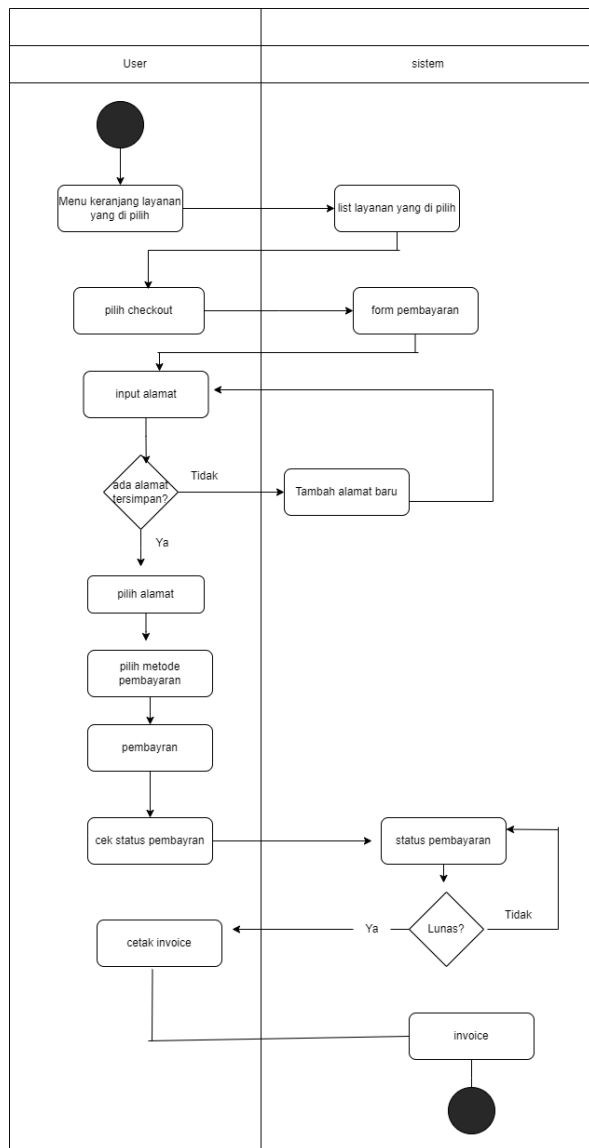 User
sistem
Menu keranjang layanan
yang di pilih
list layanan yang di pilih
pilih checkout
form pembayaran
input alamat
ada alamat
tersimpan?
Tidak
Tambah alamat baru
Ya
pilih alamat
pilih metode
pembayaran
pembayran
cek status pembayran
status pembayaran
Lunas?
Tidak
Ya
cetak invoice
invoice